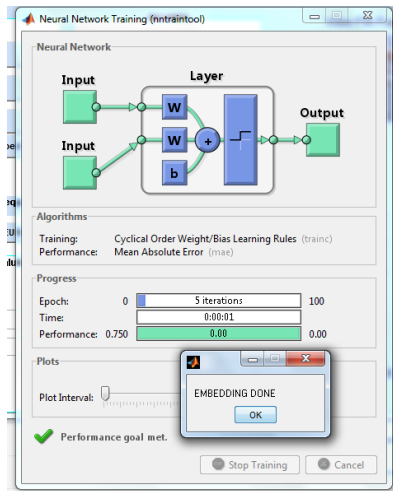 Neural Network Training (nntraintool)
Neural Network
Input
Layer
W
Output
Input
W
+
b
Algorithms
Training: Cyclical Order Weight/Bias Learning Rules (trainc)
Performance: Mean Absolute Error (mae)
Progress
Epoch: 0 5 iterations 100
Time: 0:00:01
Performance: 0.750 0.00 0.00
Plots
Plot Interval:
EMBEDDING DONE
OK
Performance goal met.
Stop Training Cancel